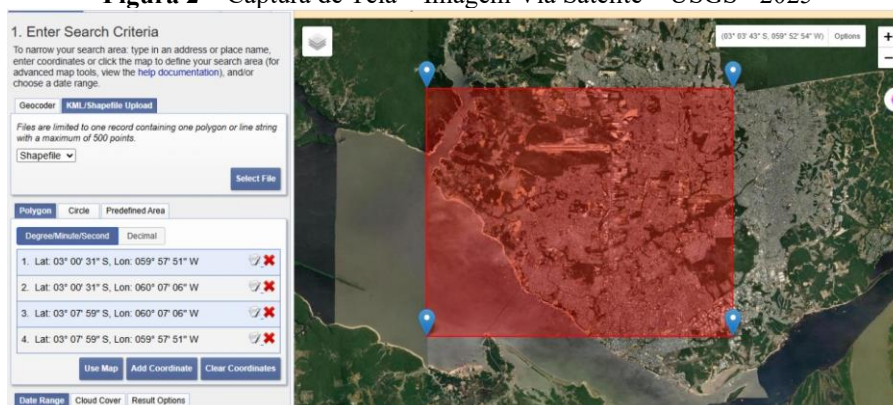 Figura 2 – Captura de Tela – Imagem Via Satélite – USGS - 2025
1. Enter Search Criteria
To narrow your search area: type in an address or place name,
enter coordinates or click the map to define your search area (for
advanced map tools, view the help documentation), and/or
choose a date range.
Geocoder KML/Shapefile Upload
Files are limited to one record containing one polygon or line string
with a maximum of 500 points.
Shapefile
Select File
Polygon Circle Predefined Area
Degree/Minute/Second Decimal
1. Lat: 03° 00' 31" S, Lon: 059° 57' 51" W
2. Lat: 03° 00' 31" S, Lon: 060° 07' 06" W
3. Lat: 03° 07' 59" S, Lon: 060° 07' 06" W
4. Lat: 03° 07' 59" S, Lon: 059° 57' 51" W
Use Map Add Coordinate Clear Coordinates
Date Range Cloud Cover Result Options
(03° 03' 43" S, 059° 52' 54" W) Options
+
−